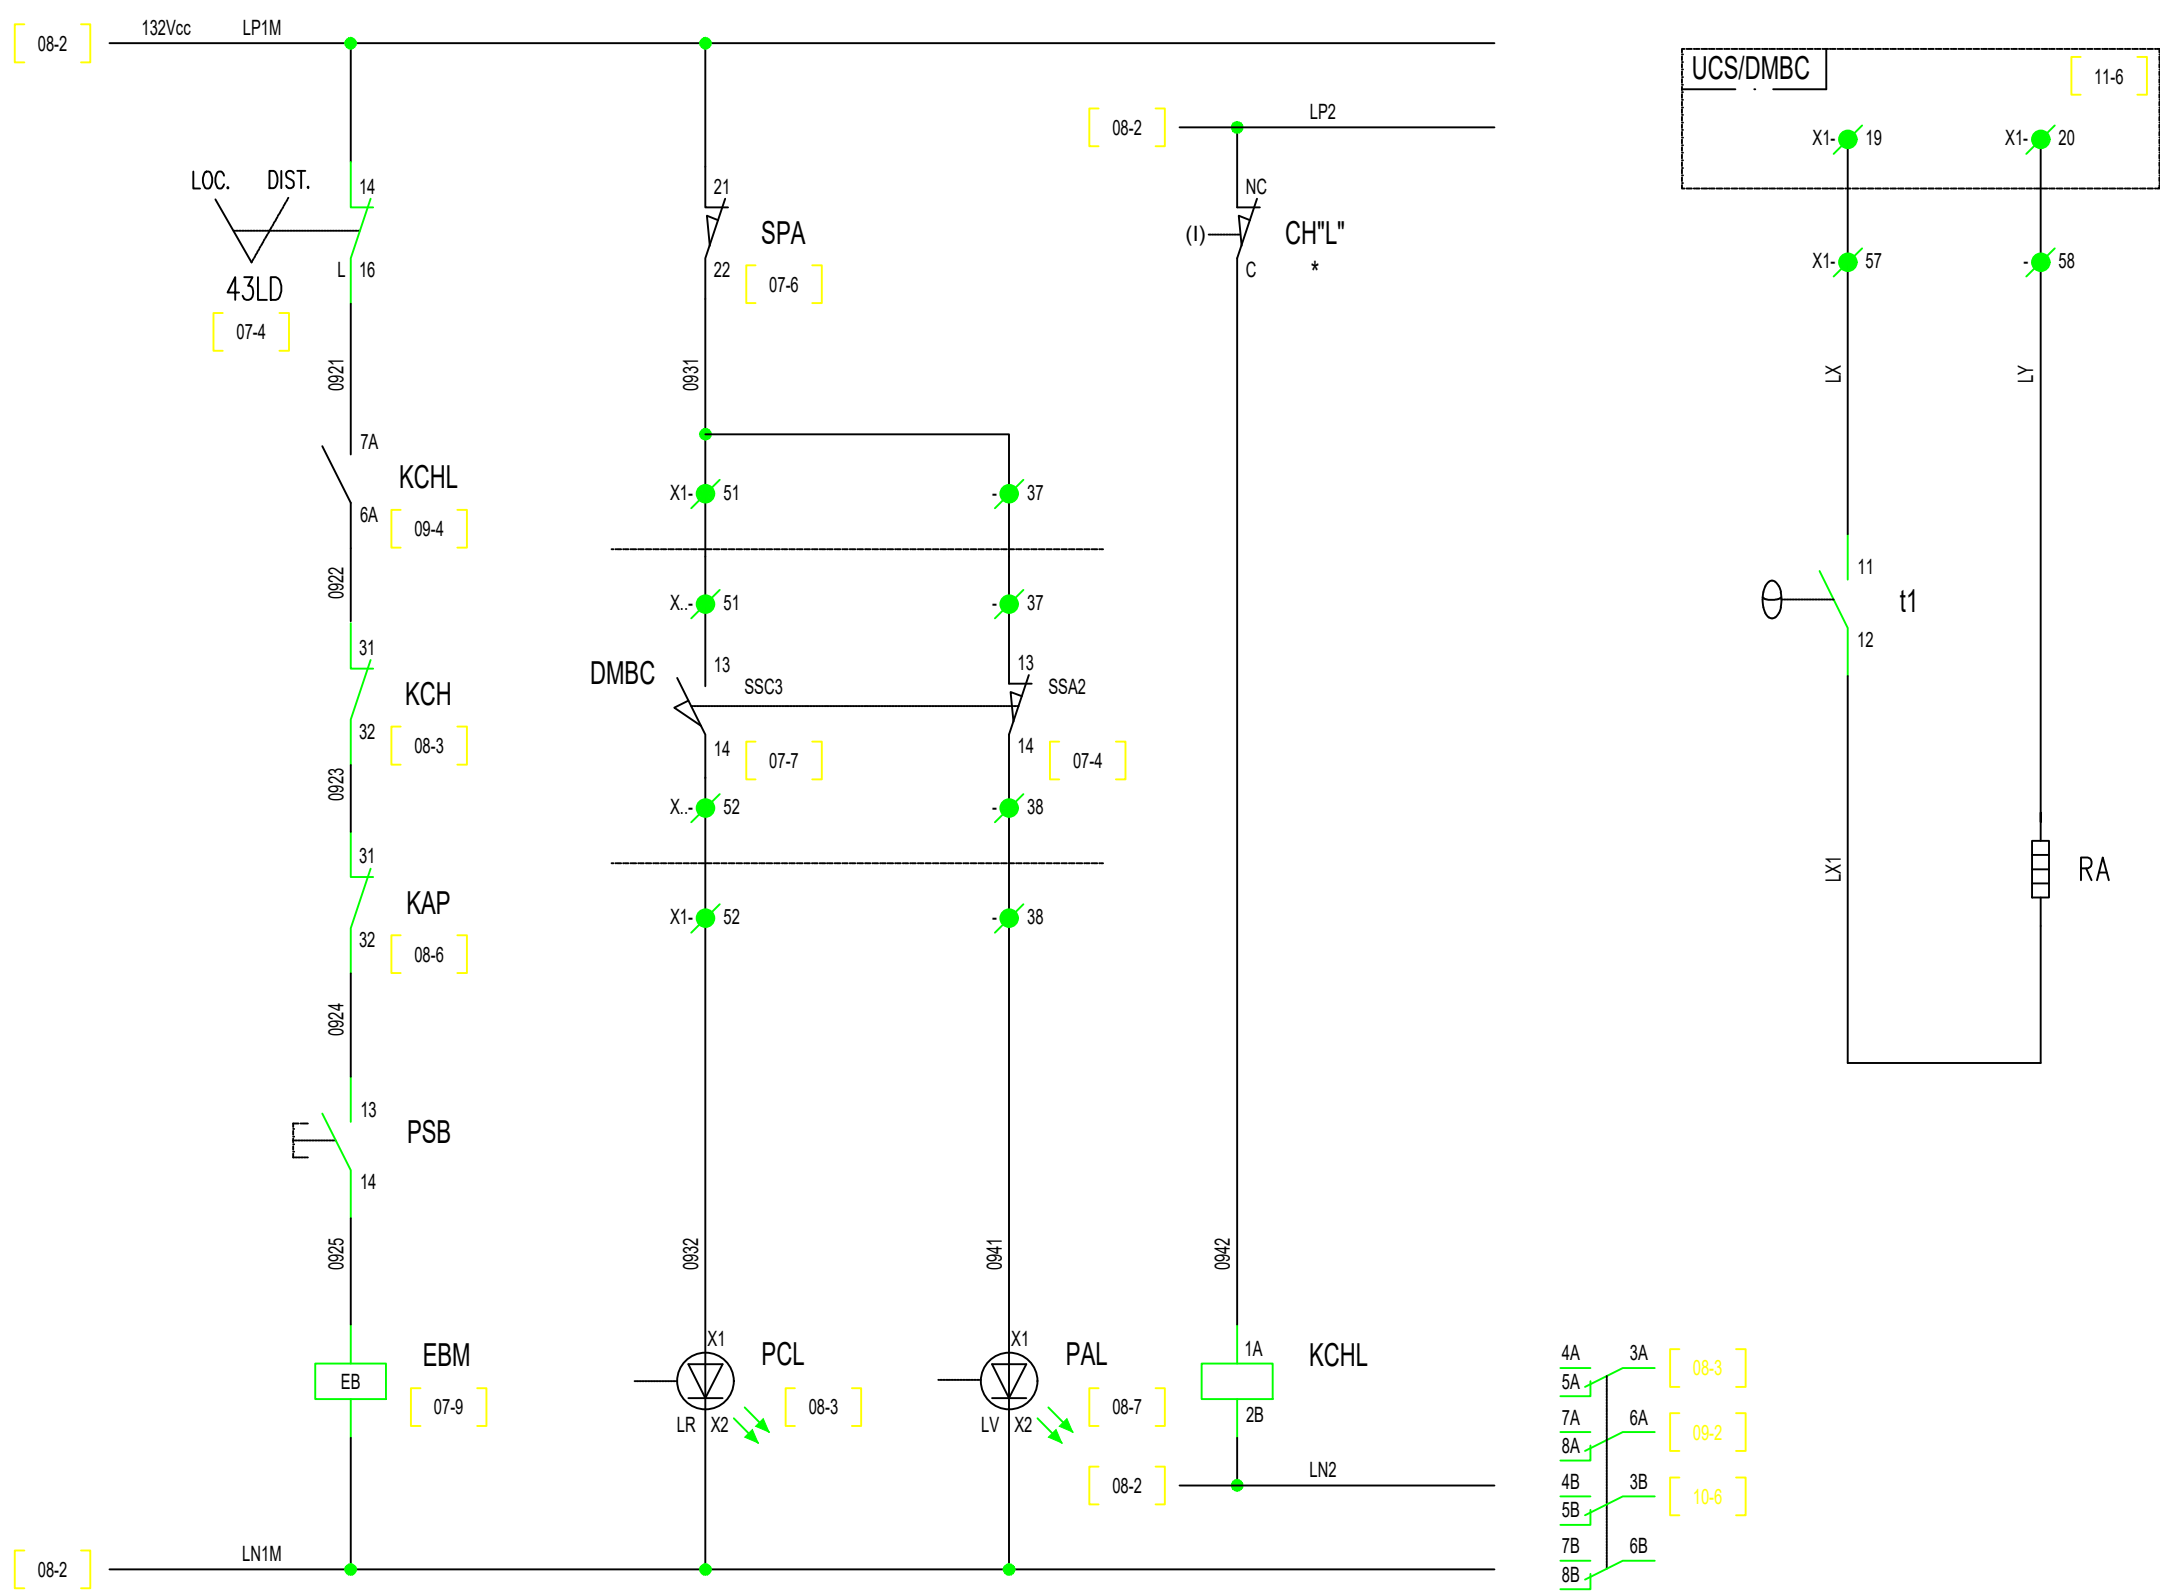 08-2
132Vcc
LP1M
LOC.
DIST.
14
L
16
43LD
07-4
0921
7A
KCHL
6A
09-4
0922
31
KCH
32
08-3
0923
31
KAP
32
08-6
0924
13
PSB
14
0925
EB
EBM
07-9
08-2
LN1M
21
SPA
22
07-6
0931
X1-
51
-
37
X..-
51
-
37
DMBC
13
SSC3
14
07-7
13
SSA2
14
07-4
X..-
52
-
38
X1-
52
-
38
0932
0941
X1
PCL
LR
X2
08-3
X1
PAL
LV
X2
08-7
08-2
LP2
NC
(I)
CH"L"
*
C
0942
1A
KCHL
2B
08-2
LN2
UCS/DMBC
11-6
X1-
19
X1-
20
X1-
57
-
58
LX
LY
11
t1
12
LX1
RA
4A
3A
08-3
5A
7A
6A
09-2
8A
4B
3B
10-6
5B
7B
6B
8B